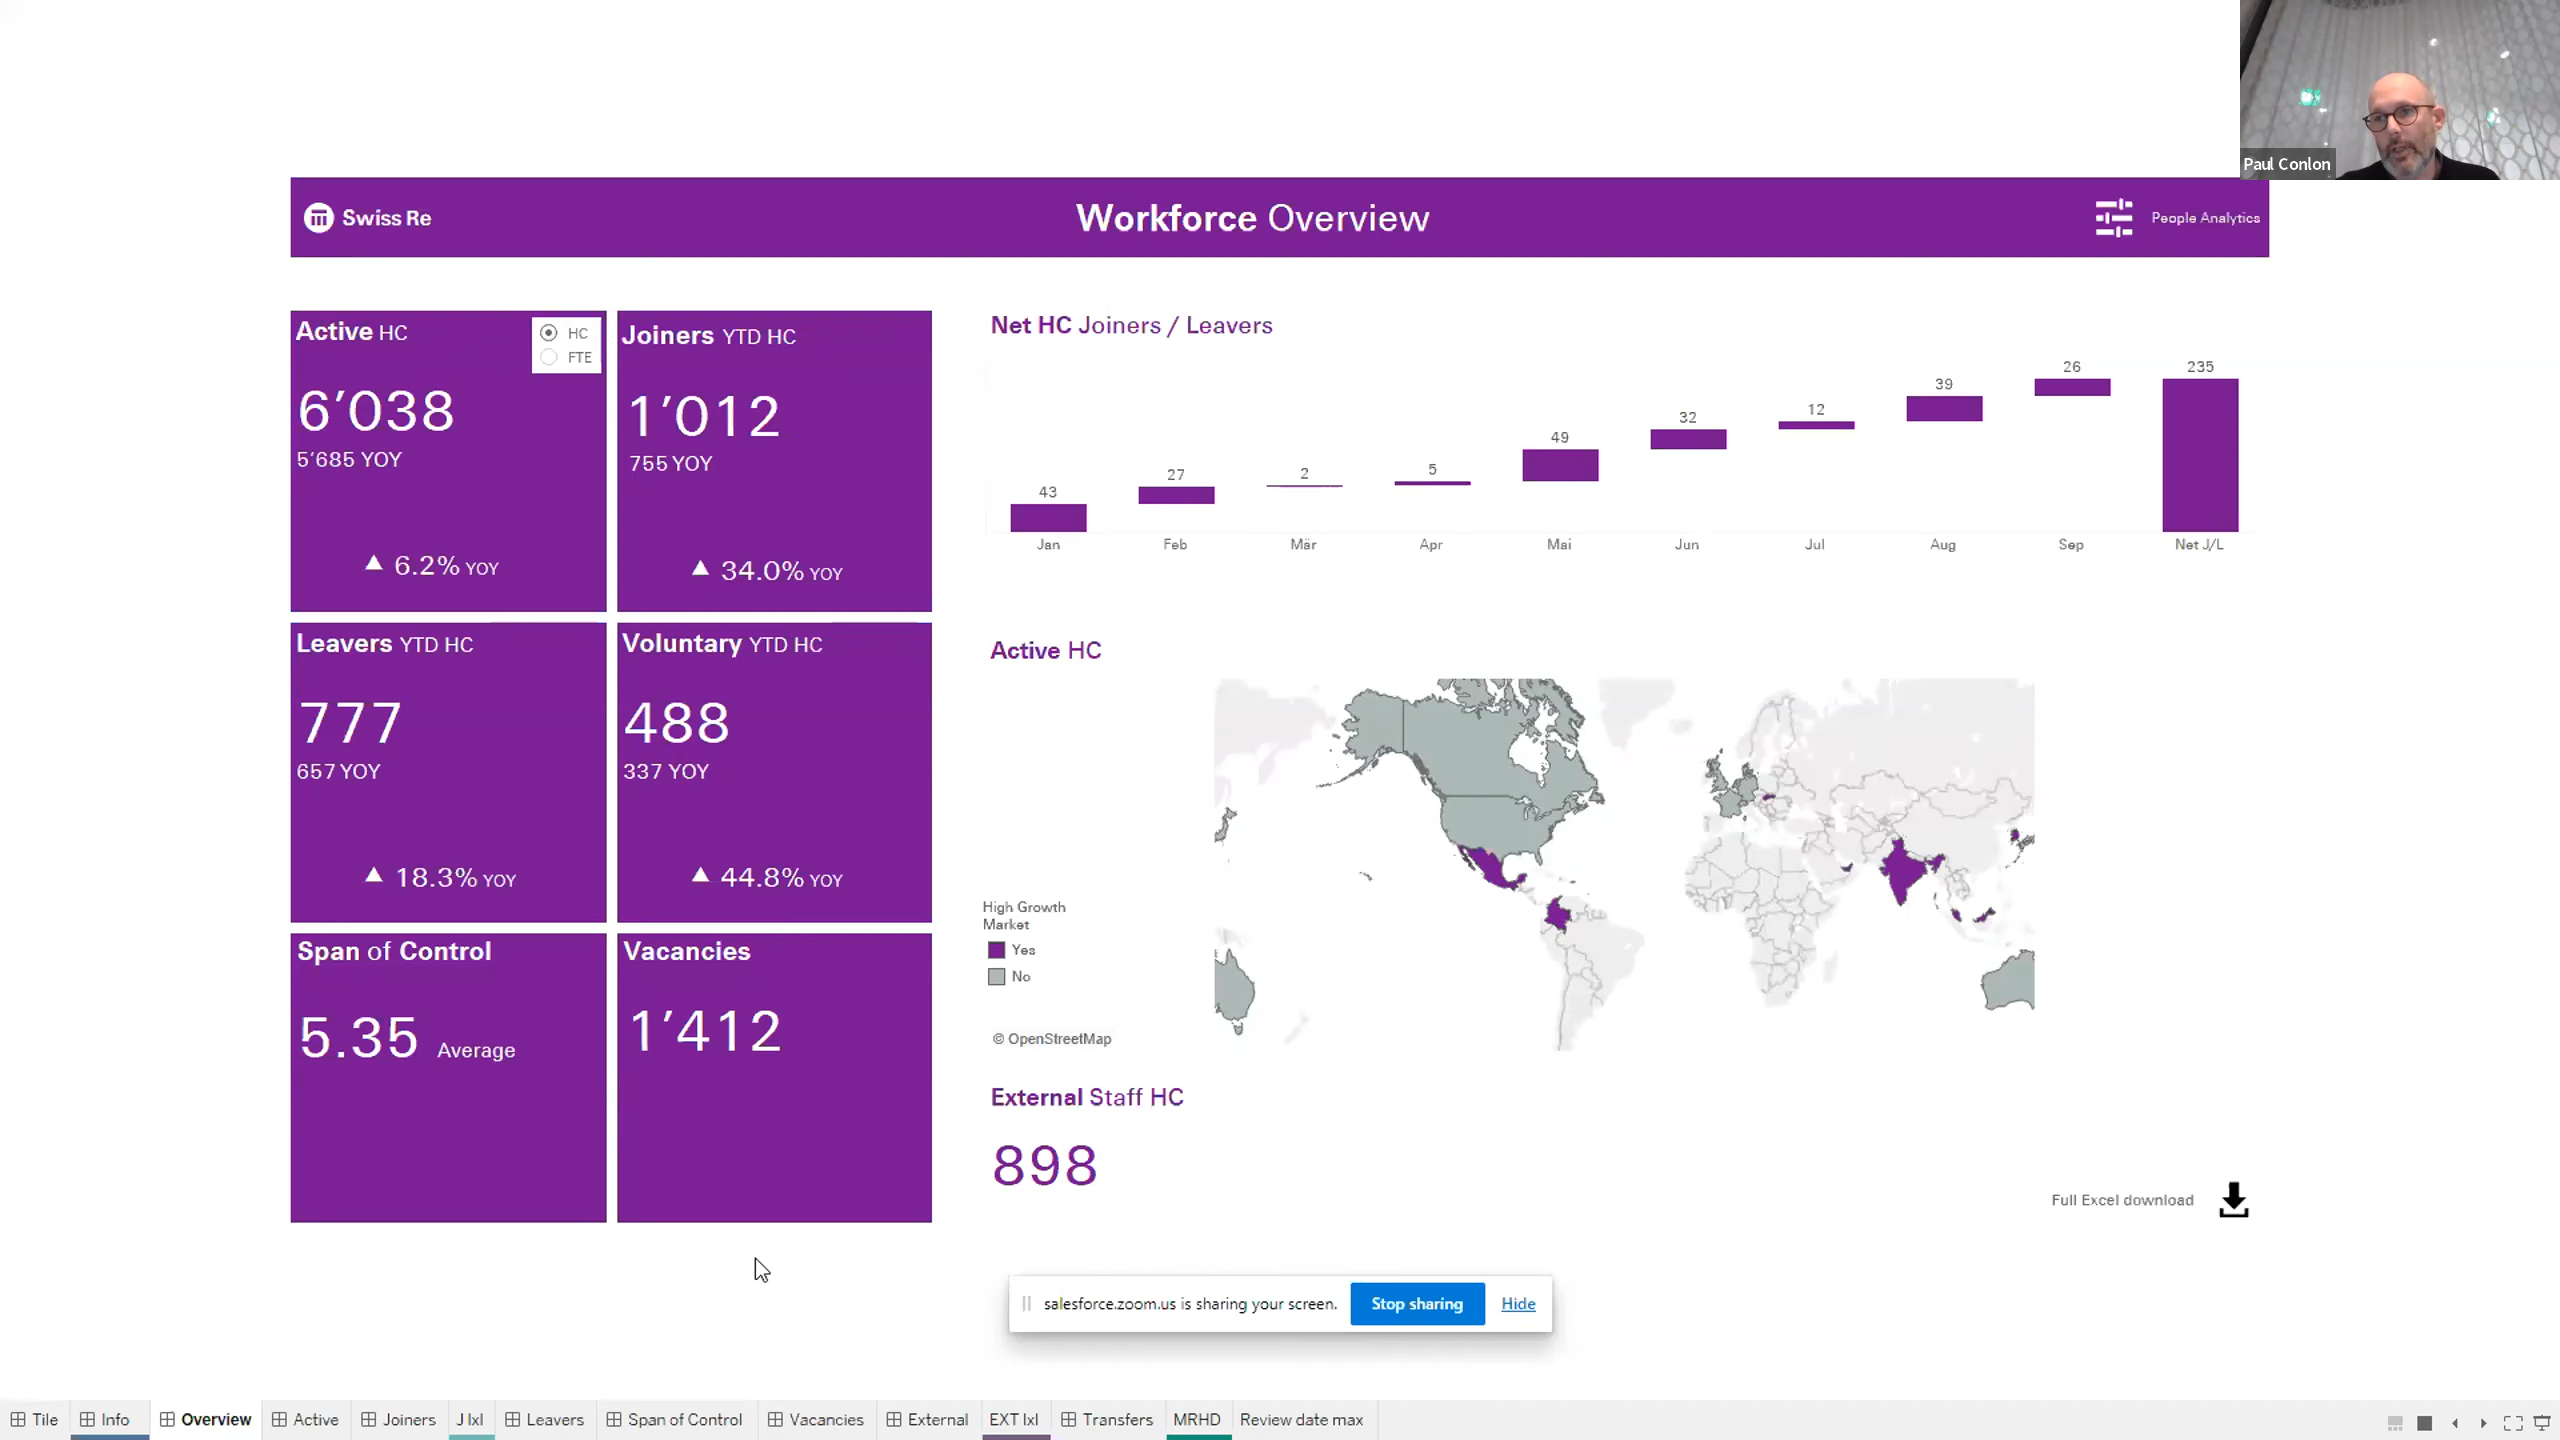 Paul Conlon
Swiss Re
Workforce Overview
People Analytics
Active HC
HC
FTE
6’038
5’685 YOY
▲ 6.2% YOY
Joiners YTD HC
1’012
755 YOY
▲ 34.0% YOY
Leavers YTD HC
777
657 YOY
▲ 18.3% YOY
Voluntary YTD HC
488
337 YOY
▲ 44.8% YOY
Span of Control
5.35 Average
Vacancies
1’412
Net HC Joiners / Leavers
43 27 2 5 49 32 12 39 26 235
Jan Feb Mär Apr Mai Jun Jul Aug Sep Net J/L
Active HC
High Growth
Market
Yes
No
© OpenStreetMap
External Staff HC
898
Full Excel download
salesforce.zoom.us is sharing your screen. Stop sharing Hide
Tile Info Overview Active Joiners J lxl Leavers Span of Control Vacancies External EXT lxl Transfers MRHD Review date max